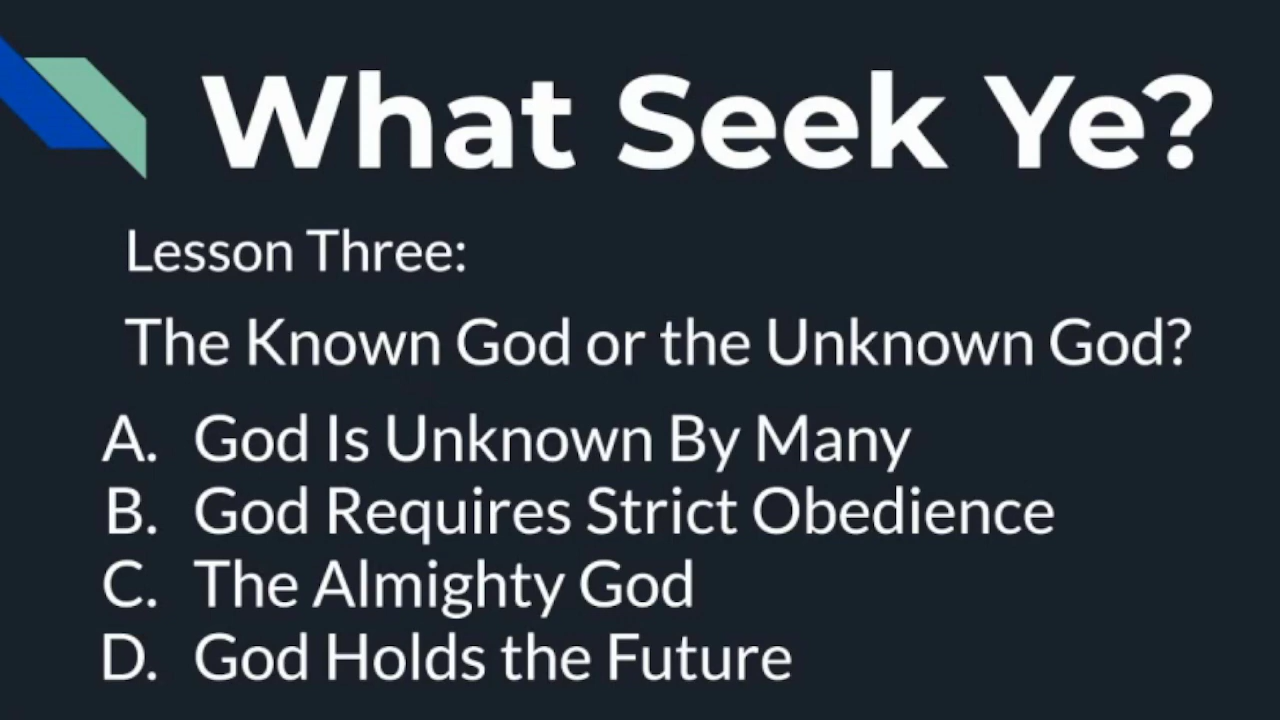 What Seek Ye?
Lesson Three:
The Known God or the Unknown God?
A. God Is Unknown By Many
B. God Requires Strict Obedience
C. The Almighty God
D. God Holds the Future